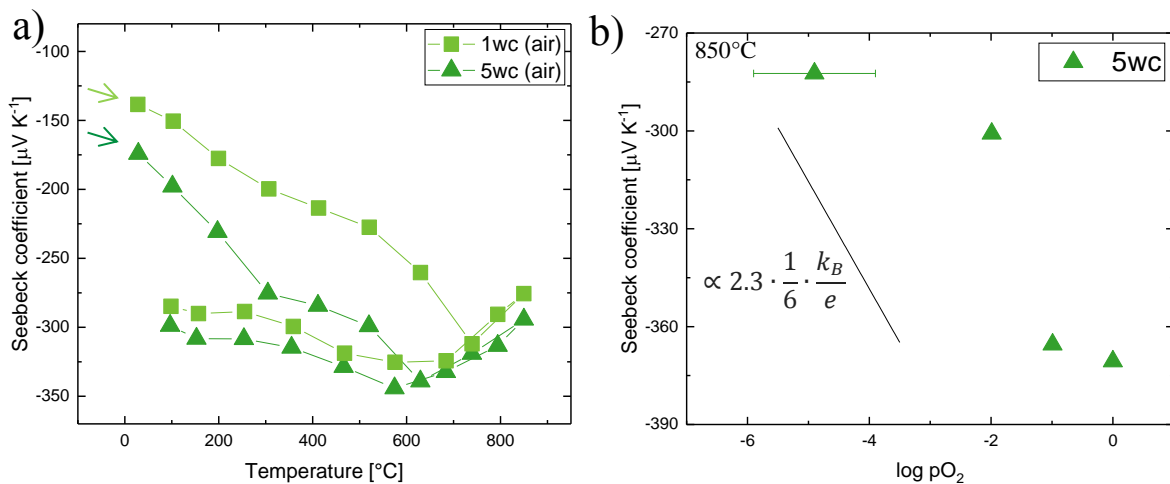 a)
1wc (air)
5wc (air)
Seebeck coefficient [μV K⁻¹]
-100
-150
-200
-250
-300
-350
0
200
400
600
800
Temperature [°C]
b)
850°C
5wc
Seebeck coefficient [μV K⁻¹]
-270
-300
-330
-360
-390
∝ 2.3 · 1/6 · k_B/e
-6
-4
-2
0
log pO₂